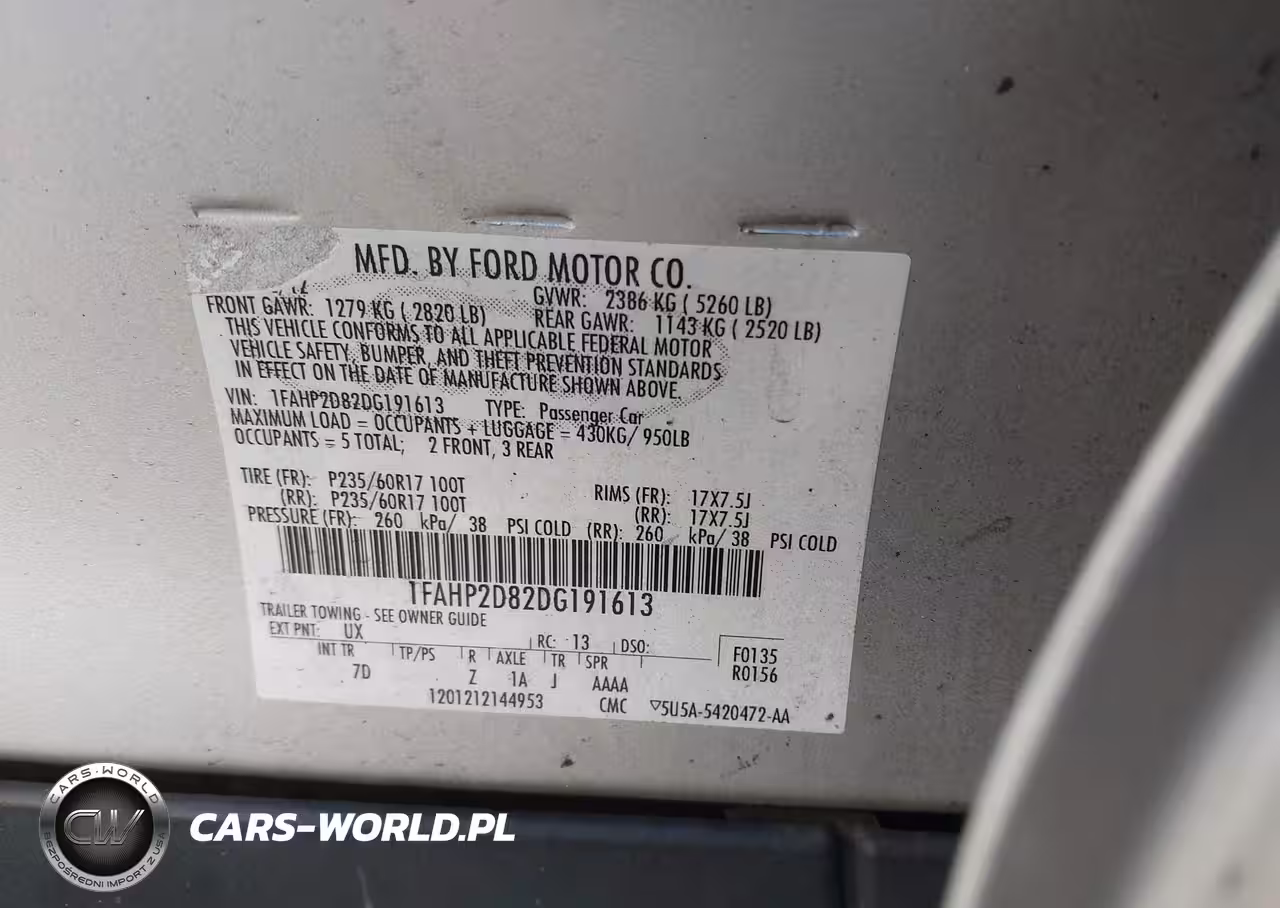 MFD. BY FORD MOTOR CO.
GVWR: 2386 KG ( 5260 LB)
FRONT GAWR: 1279 KG ( 2820 LB) REAR GAWR: 1143 KG ( 2520 LB)
THIS VEHICLE CONFORMS TO ALL APPLICABLE FEDERAL MOTOR
VEHICLE SAFETY, BUMPER, AND THEFT PREVENTION STANDARDS
IN EFFECT ON THE DATE OF MANUFACTURE SHOWN ABOVE.
VIN: 1FAHP2D82DG191613 TYPE: Passenger Car
MAXIMUM LOAD = OCCUPANTS + LUGGAGE = 430KG/ 950LB
OCCUPANTS = 5 TOTAL; 2 FRONT, 3 REAR
TIRE (FR): P235/60R17 100T RIMS (FR): 17X7.5J
(RR): P235/60R17 100T (RR): 17X7.5J
PRESSURE (FR): 260 kPa/ 38 PSI COLD (RR): 260 kPa/ 38 PSI COLD
1FAHP2D82DG191613
TRAILER TOWING - SEE OWNER GUIDE
EXT PNT: UX RC: 13 DSO: F0135
INT TR TP/PS R AXLE TR SPR R0156
7D Z 1A J AAAA
1201212144953 CMC ▽5U5A-5420472-AA
CARS-WORLD
CW
BEZPOŚREDNI IMPORT Z USA
CARS-WORLD.PL